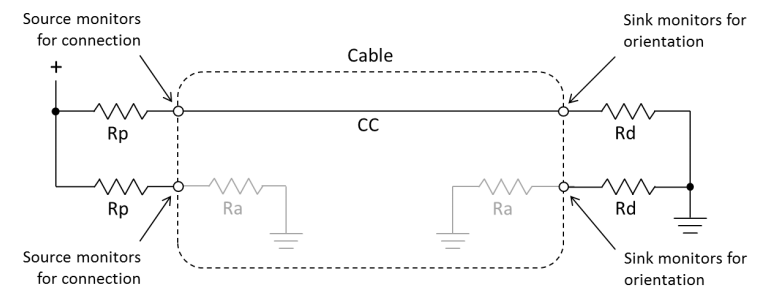 Source monitors
for connection
Sink monitors for
orientation
Cable
+
CC
Rp
Rd
Rp
Ra
Ra
Rd
Source monitors
for connection
Sink monitors for
orientation